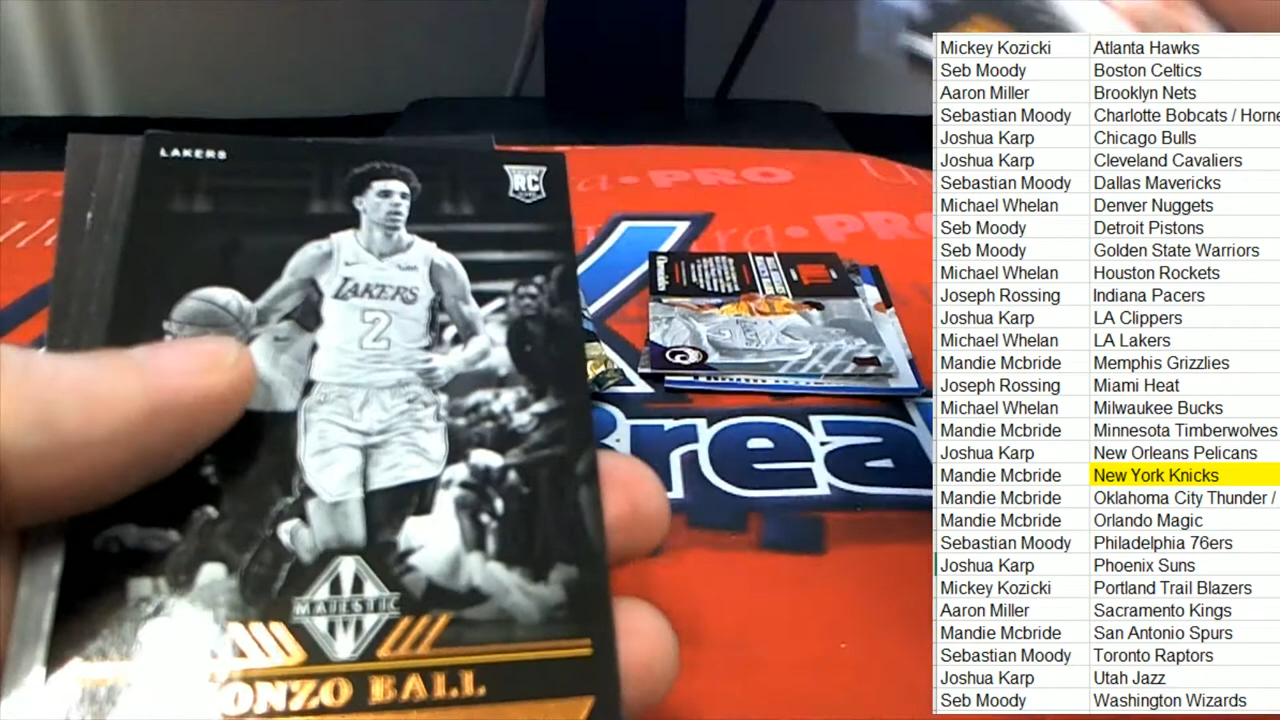 LAKERS
RC
LAKERS
2
MAJESTIC
ONZO BALL
PRO
Ultra PRO
Chronicles
Brea
Mickey Kozicki Atlanta Hawks
Seb Moody Boston Celtics
Aaron Miller Brooklyn Nets
Sebastian Moody Charlotte Bobcats / Horne
Joshua Karp Chicago Bulls
Joshua Karp Cleveland Cavaliers
Sebastian Moody Dallas Mavericks
Michael Whelan Denver Nuggets
Seb Moody Detroit Pistons
Seb Moody Golden State Warriors
Michael Whelan Houston Rockets
Joseph Rossing Indiana Pacers
Joshua Karp LA Clippers
Michael Whelan LA Lakers
Mandie Mcbride Memphis Grizzlies
Joseph Rossing Miami Heat
Michael Whelan Milwaukee Bucks
Mandie Mcbride Minnesota Timberwolves
Joshua Karp New Orleans Pelicans
Mandie Mcbride New York Knicks
Mandie Mcbride Oklahoma City Thunder /
Mandie Mcbride Orlando Magic
Sebastian Moody Philadelphia 76ers
Joshua Karp Phoenix Suns
Mickey Kozicki Portland Trail Blazers
Aaron Miller Sacramento Kings
Mandie Mcbride San Antonio Spurs
Sebastian Moody Toronto Raptors
Joshua Karp Utah Jazz
Seb Moody Washington Wizards